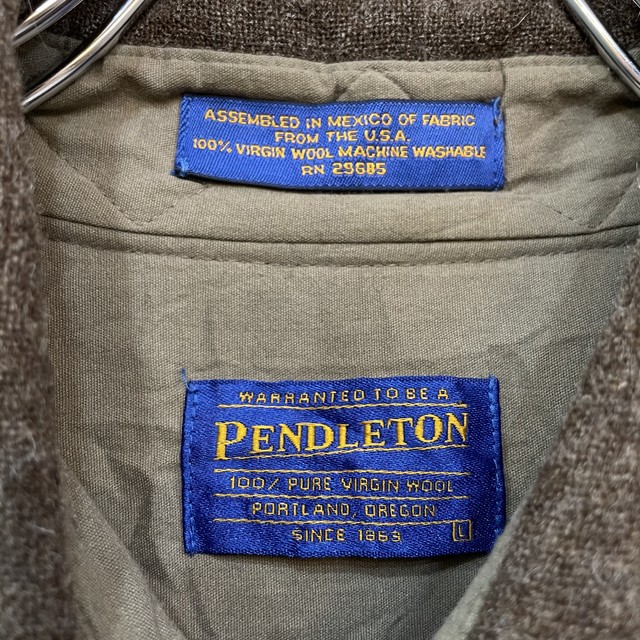 ASSEMBLED IN MEXICO OF FABRIC
FROM THE U.S.A.
100% VIRGIN WOOL MACHINE WASHABLE
RN 29685
WARRANTED TO BE A
PENDLETON
100% PURE VIRGIN WOOL
PORTLAND, OREGON
SINCE 1863 L